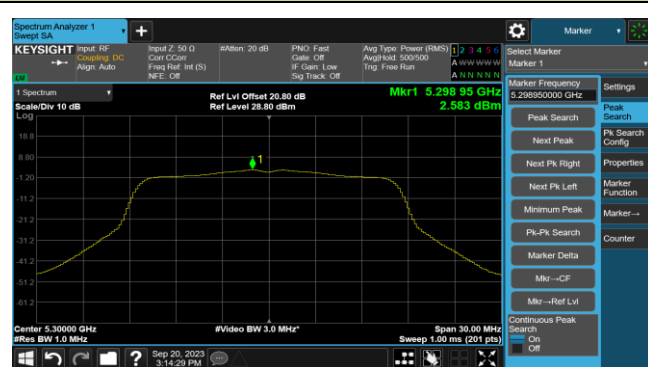 Spectrum Analyzer 1
Swept SA
Marker
KEYSIGHT
Input: RF
Coupling: DC
Align: Auto
Input Z: 50 Ω
Corr CCorr
Freq Ref: Int (S)
NFE: Off
#Atten: 20 dB
PNO: Fast
Gate: Off
IF Gain: Low
Sig Track: Off
Avg Type: Power (RMS)
Avg|Hold: 500/500
Trig: Free Run
1 2 3 4 5 6
A W W W W W
A N N N N N
Select Marker
Marker 1
LM
1 Spectrum
Scale/Div 10 dB
Ref Lvl Offset 20.80 dB
Ref Level 28.80 dBm
Mkr1 5.298 95 GHz
2.583 dBm
Log
18.8
8.80
-1.20
-11.2
-21.2
-31.2
-41.2
-51.2
-61.2
1
Center 5.30000 GHz
#Res BW 1.0 MHz
#Video BW 3.0 MHz*
Span 30.00 MHz
Sweep 1.00 ms (201 pts)
Marker Frequency
5.298950000 GHz
Peak Search
Next Peak
Next Pk Right
Next Pk Left
Minimum Peak
Pk-Pk Search
Marker Delta
Mkr→CF
Mkr→Ref Lvl
Continuous Peak
Search
On
Off
Settings
Peak
Search
Pk Search
Config
Properties
Marker
Function
Marker→
Counter
Sep 20, 2023
3:14:29 PM